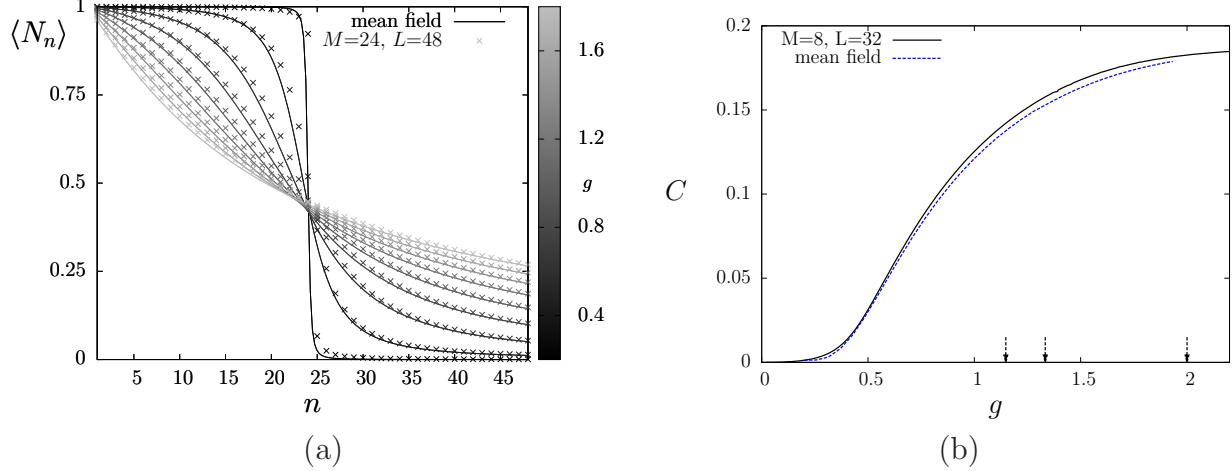 ⟨N_n⟩
1
0.75
0.5
0.25
0
5 10 15 20 25 30 35 40 45
n
mean field
M=24, L=48
1.6
1.2
g
0.8
0.4
(a)
C
0.2
0.15
0.1
0.05
0
0 0.5 1 1.5 2
g
M=8, L=32
mean field
(b)